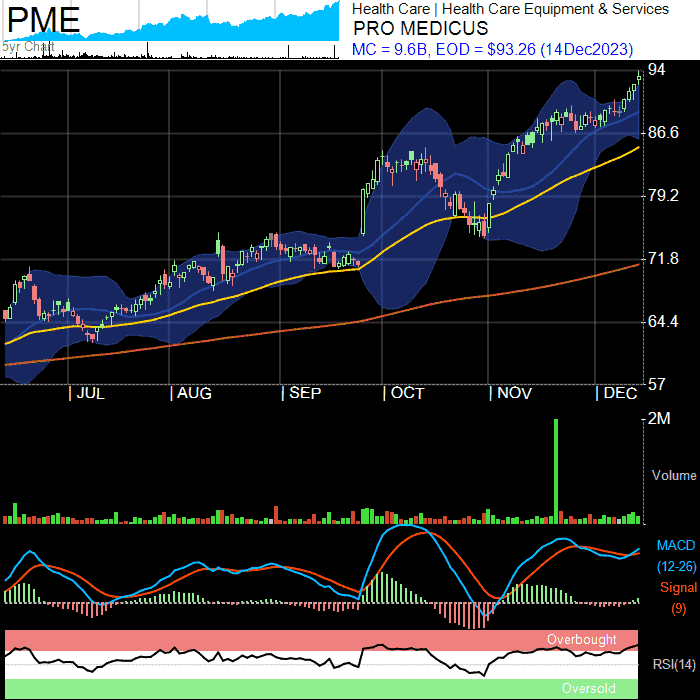 PME
5yr Chart
Health Care | Health Care Equipment & Services
PRO MEDICUS
MC = 9.6B, EOD = $93.26 (14Dec2023)
94
86.6
79.2
71.8
64.4
57
JUL AUG SEP OCT NOV DEC
2M
Volume
MACD
(12-26)
Signal
(9)
Overbought
RSI(14)
Oversold